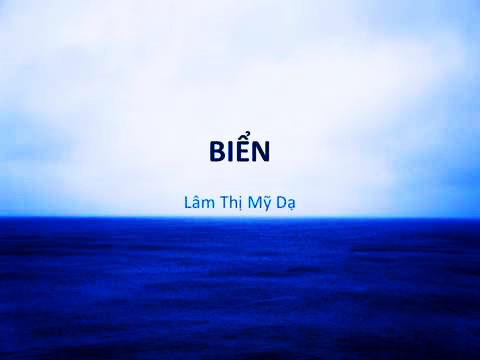 BIỂN
Lâm Thị Mỹ Dạ